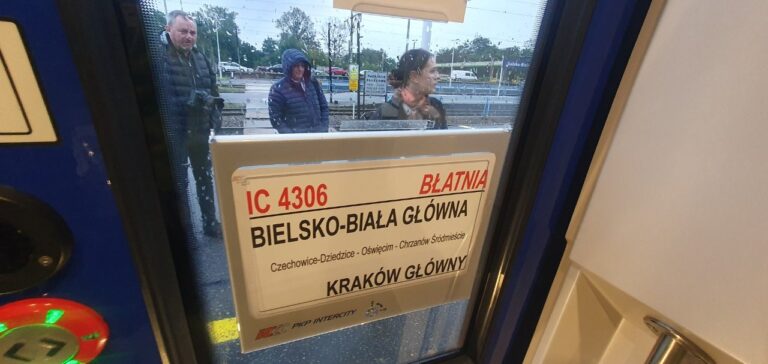 IC 4306 BŁATNIA
BIELSKO-BIAŁA GŁÓWNA
Czechowice-Dziedzice - Oświęcim - Chrzanów Śródmieście
KRAKÓW GŁÓWNY
PKP INTERCITY